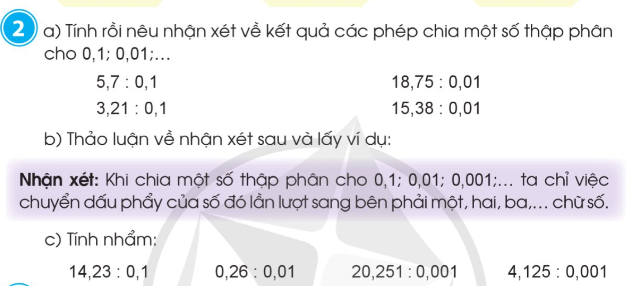 2 a) Tính rồi nêu nhận xét về kết quả các phép chia một số thập phân
cho 0,1; 0,01;...
5,7 : 0,1 18,75 : 0,01
3,21 : 0,1 15,38 : 0,01
b) Thảo luận về nhận xét sau và lấy ví dụ:
Nhận xét: Khi chia một số thập phân cho 0,1; 0,01; 0,001;... ta chỉ việc
chuyển dấu phẩy của số đó lần lượt sang bên phải một, hai, ba,... chữ số.
c) Tính nhẩm:
14,23 : 0,1 0,26 : 0,01 20,251 : 0,001 4,125 : 0,001